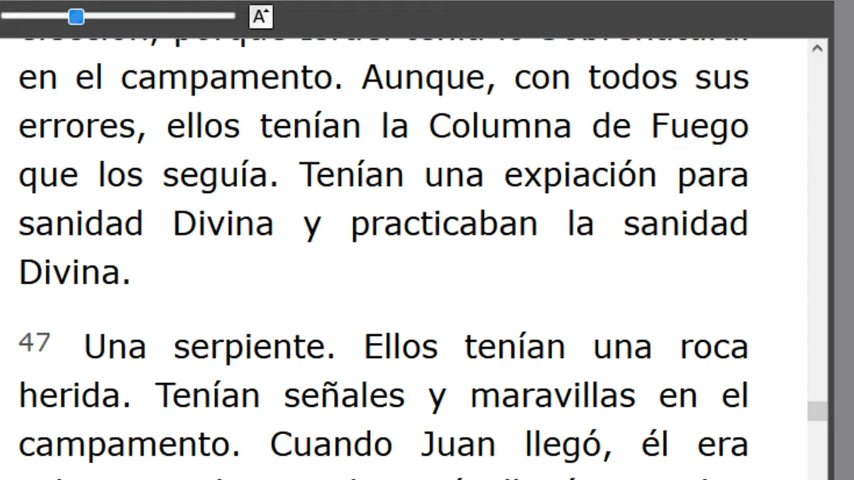 A
en el campamento. Aunque, con todos sus
errores, ellos tenían la Columna de Fuego
que los seguía. Tenían una expiación para
sanidad Divina y practicaban la sanidad
Divina.
47 Una serpiente. Ellos tenían una roca
herida. Tenían señales y maravillas en el
campamento. Cuando Juan llegó, él era